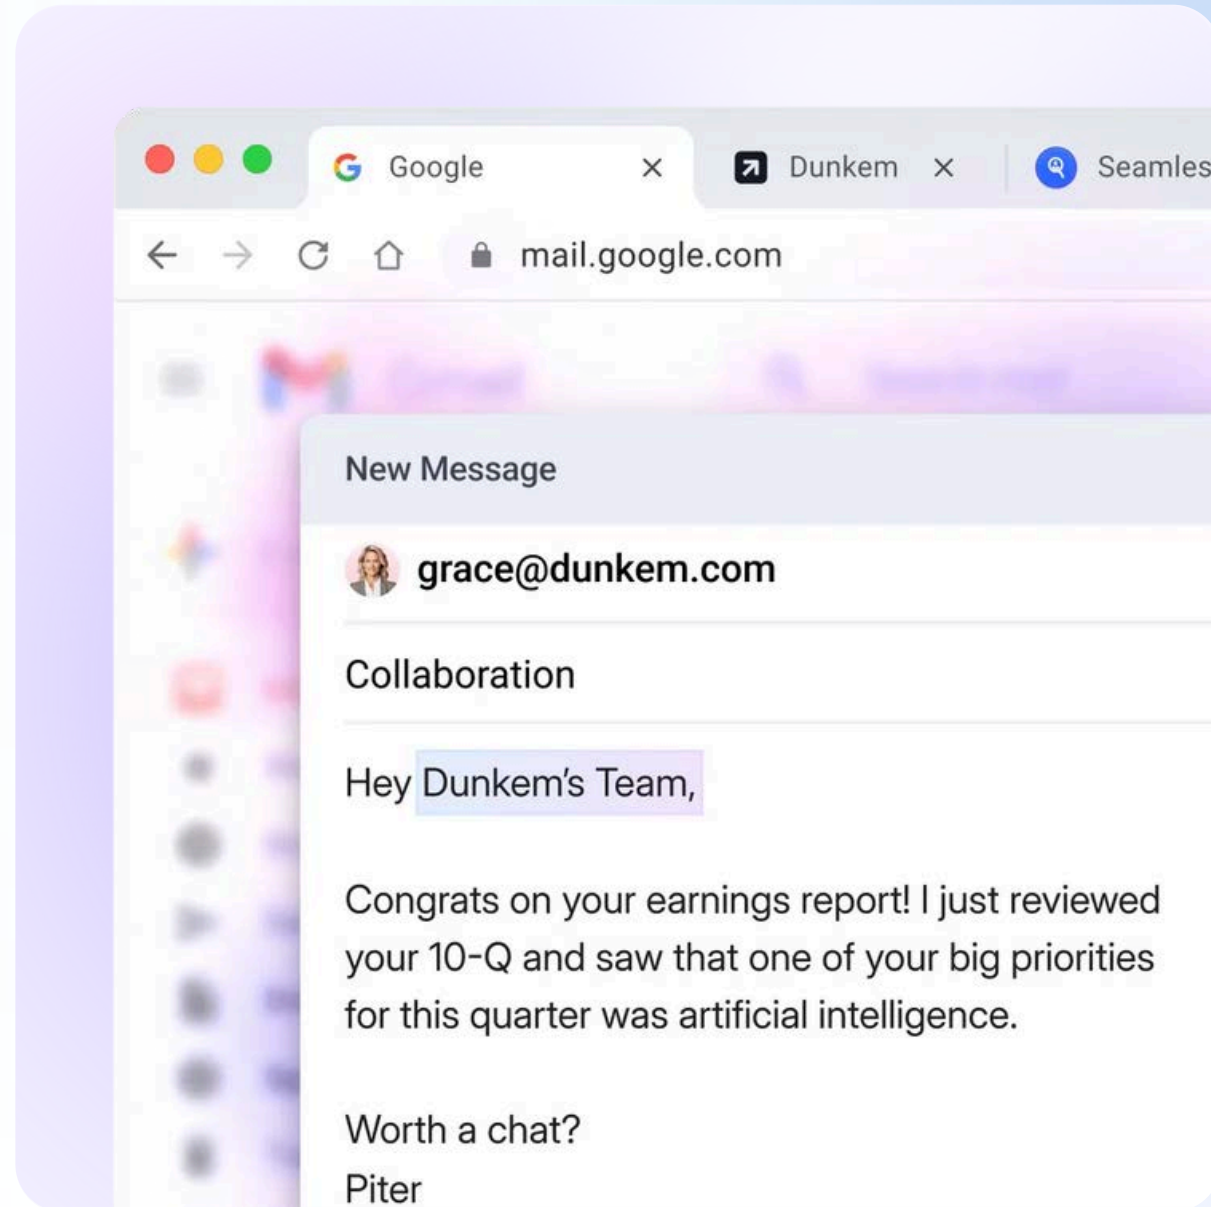 Google
Dunkem
Seamles
mail.google.com
New Message
grace@dunkem.com
Collaboration
Hey Dunkem’s Team,
Congrats on your earnings report! I just reviewed
your 10-Q and saw that one of your big priorities
for this quarter was artificial intelligence.
Worth a chat?
Piter